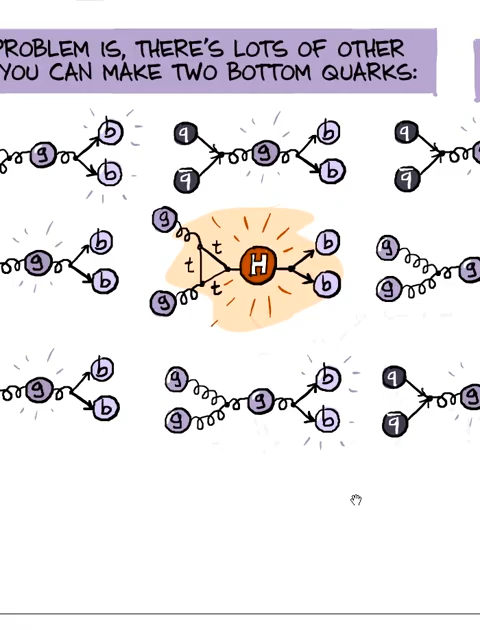 PROBLEM IS, THERE'S LOTS OF OTHER
YOU CAN MAKE TWO BOTTOM QUARKS:
g b b
q q̅ g b b
q q̅ g
g b b
g g t t t H b b
g g g
g b b
g g g b b
q q̅ g